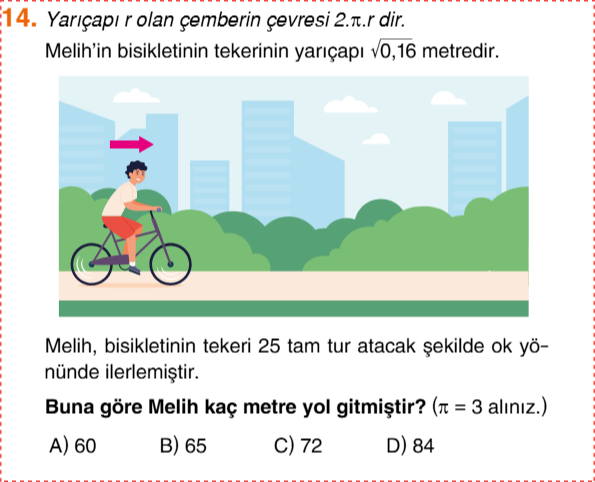 14. Yarıçapı r olan çemberin çevresi 2.π.r dir.
Melih'in bisikletinin tekerinin yarıçapı √0,16 metredir.
Melih, bisikletinin tekeri 25 tam tur atacak şekilde ok yö-
nünde ilerlemiştir.
Buna göre Melih kaç metre yol gitmiştir? (π = 3 alınız.)
A) 60 B) 65 C) 72 D) 84